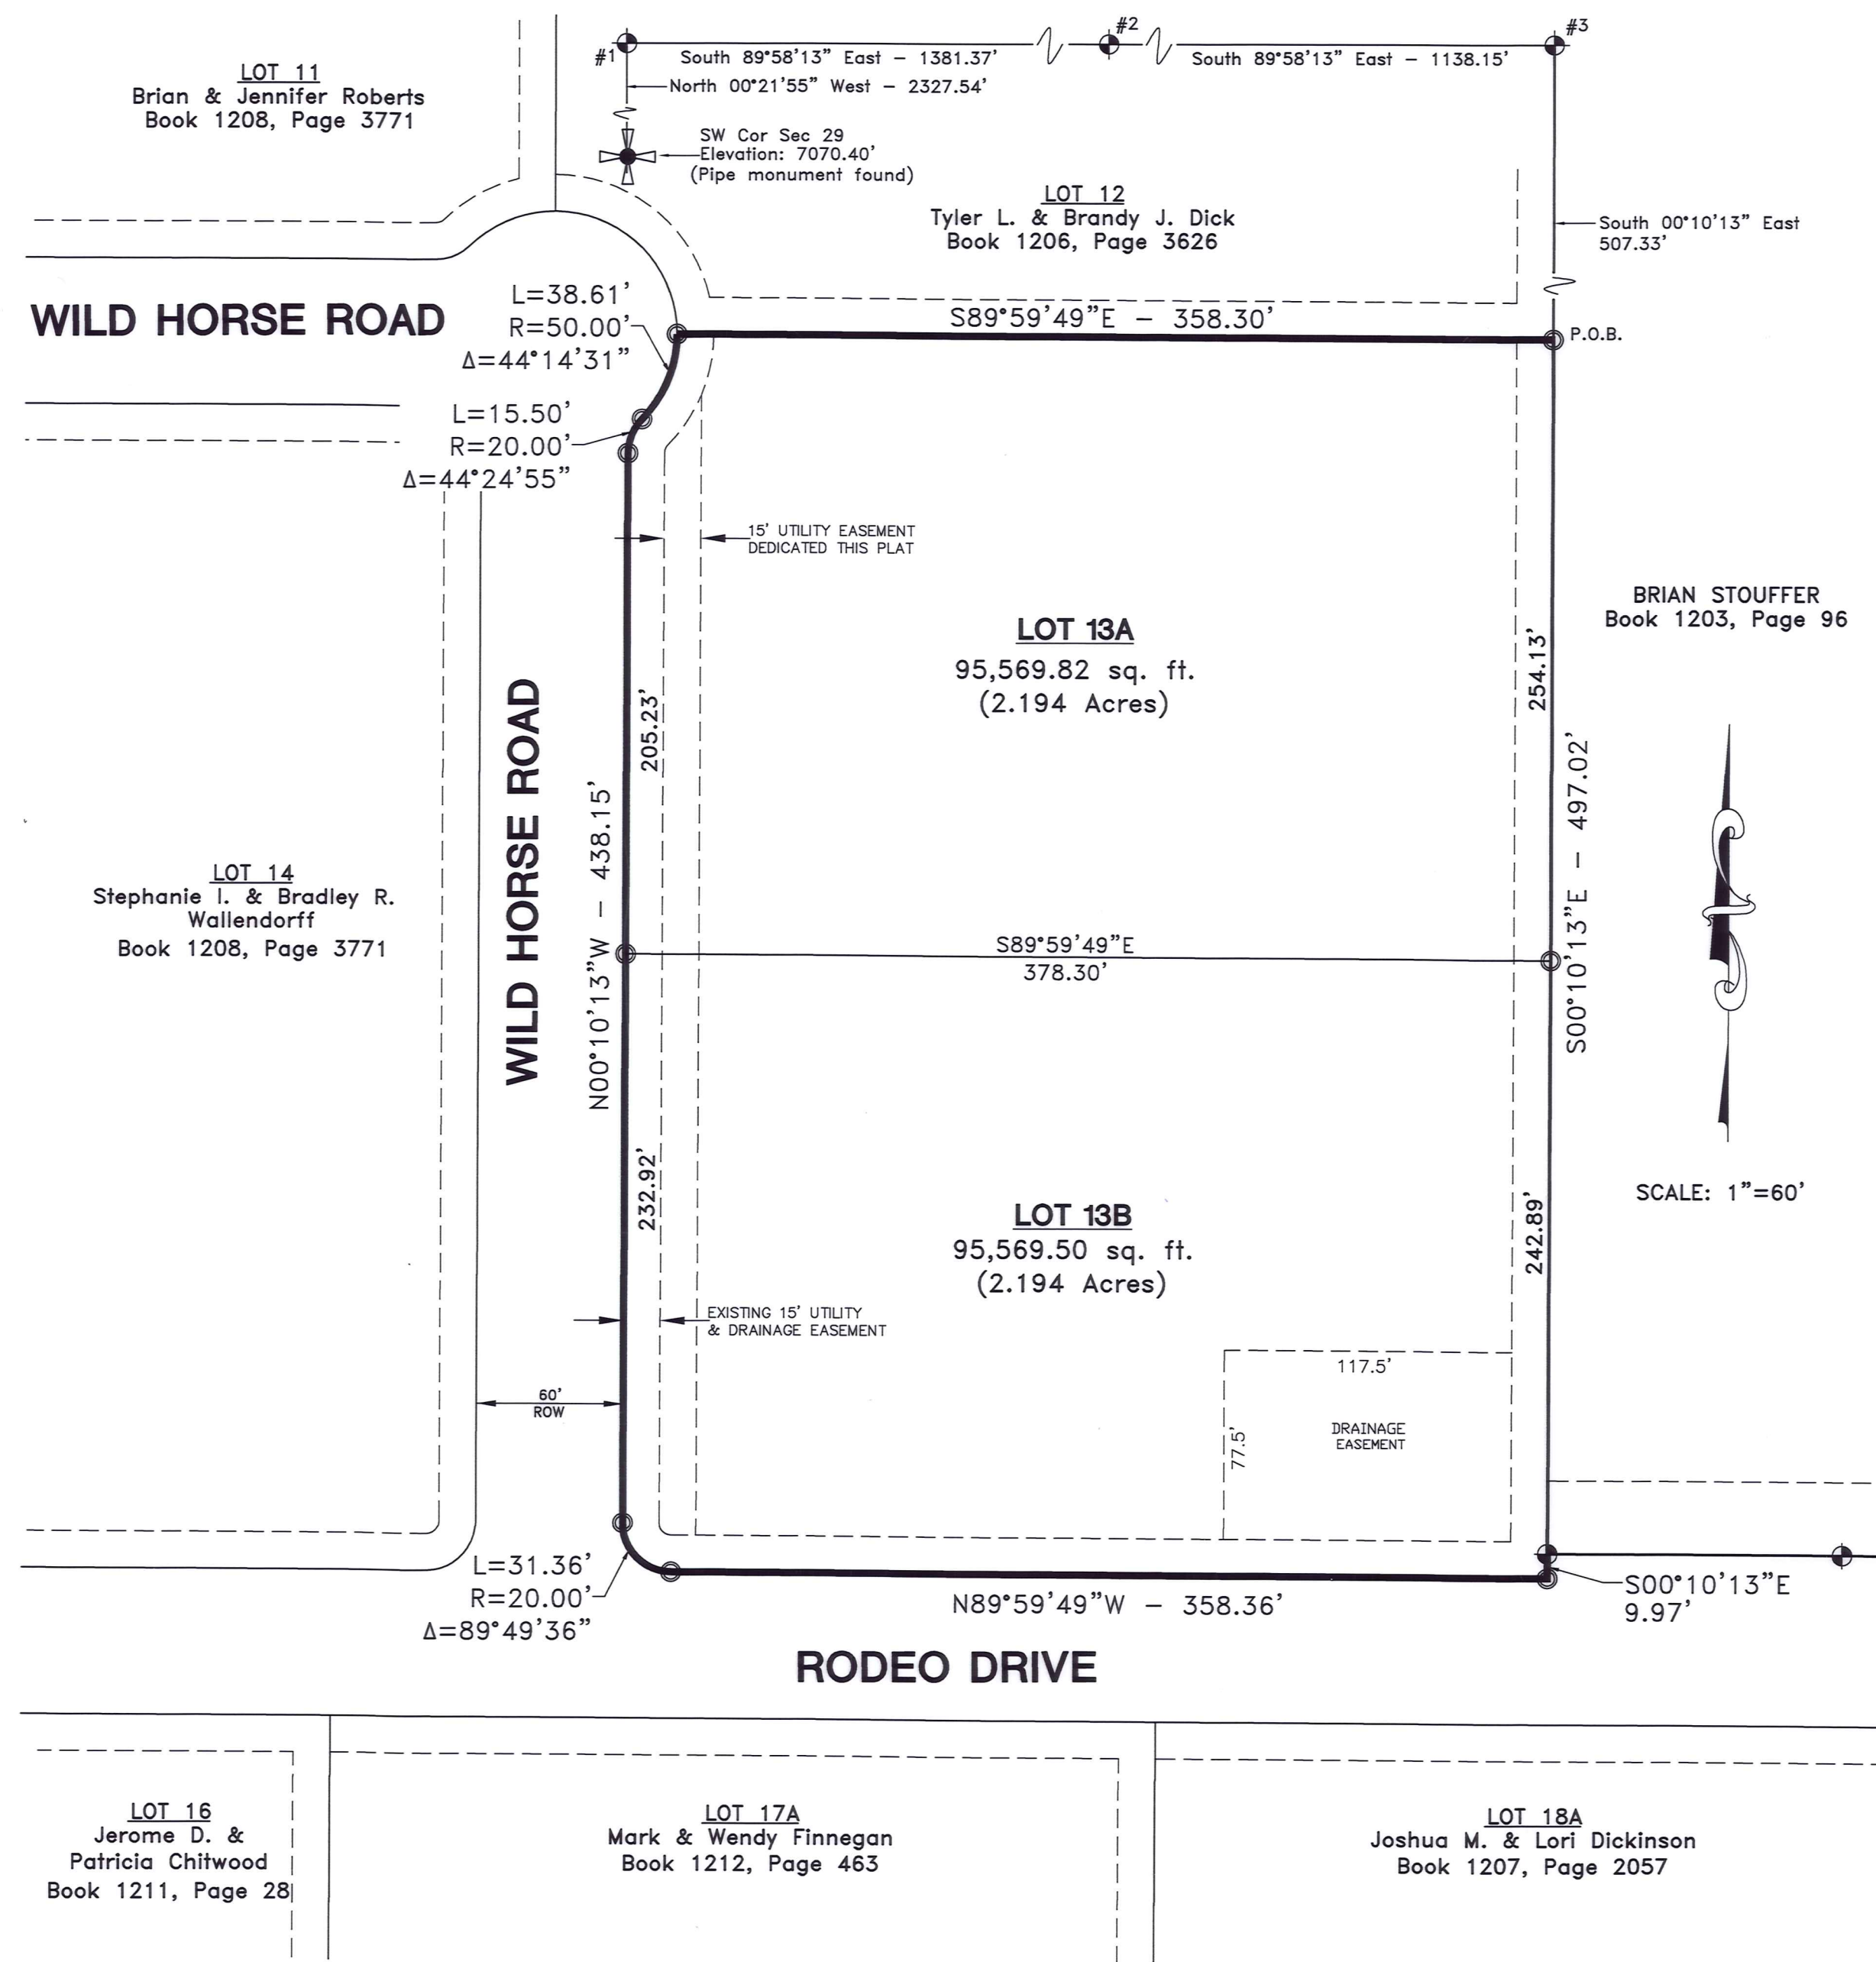 #1
#2
#3
South 89°58'13" East – 1381.37'
South 89°58'13" East – 1138.15'
North 00°21'55" West – 2327.54'
LOT 11
Brian & Jennifer Roberts
Book 1208, Page 3771
SW Cor Sec 29
Elevation: 7070.40'
(Pipe monument found)
LOT 12
Tyler L. & Brandy J. Dick
Book 1206, Page 3626
South 00°10'13" East
507.33'
WILD HORSE ROAD
L=38.61'
R=50.00'
Δ=44°14'31"
S89°59'49"E – 358.30'
P.O.B.
L=15.50'
R=20.00'
Δ=44°24'55"
15' UTILITY EASEMENT
DEDICATED THIS PLAT
BRIAN STOUFFER
Book 1203, Page 96
LOT 13A
95,569.82 sq. ft.
(2.194 Acres)
205.23'
254.13'
WILD HORSE ROAD
N00°10'13"W – 438.15'
S00°10'13"E – 497.02'
LOT 14
Stephanie I. & Bradley R.
Wallendorff
Book 1208, Page 3771
S89°59'49"E
378.30'
SCALE: 1"=60'
232.92'
242.89'
LOT 13B
95,569.50 sq. ft.
(2.194 Acres)
EXISTING 15' UTILITY
& DRAINAGE EASEMENT
117.5'
77.5'
DRAINAGE
EASEMENT
60'
ROW
L=31.36'
R=20.00'
Δ=89°49'36"
N89°59'49"W – 358.36'
S00°10'13"E
9.97'
RODEO DRIVE
LOT 16
Jerome D. &
Patricia Chitwood
Book 1211, Page 28
LOT 17A
Mark & Wendy Finnegan
Book 1212, Page 463
LOT 18A
Joshua M. & Lori Dickinson
Book 1207, Page 2057